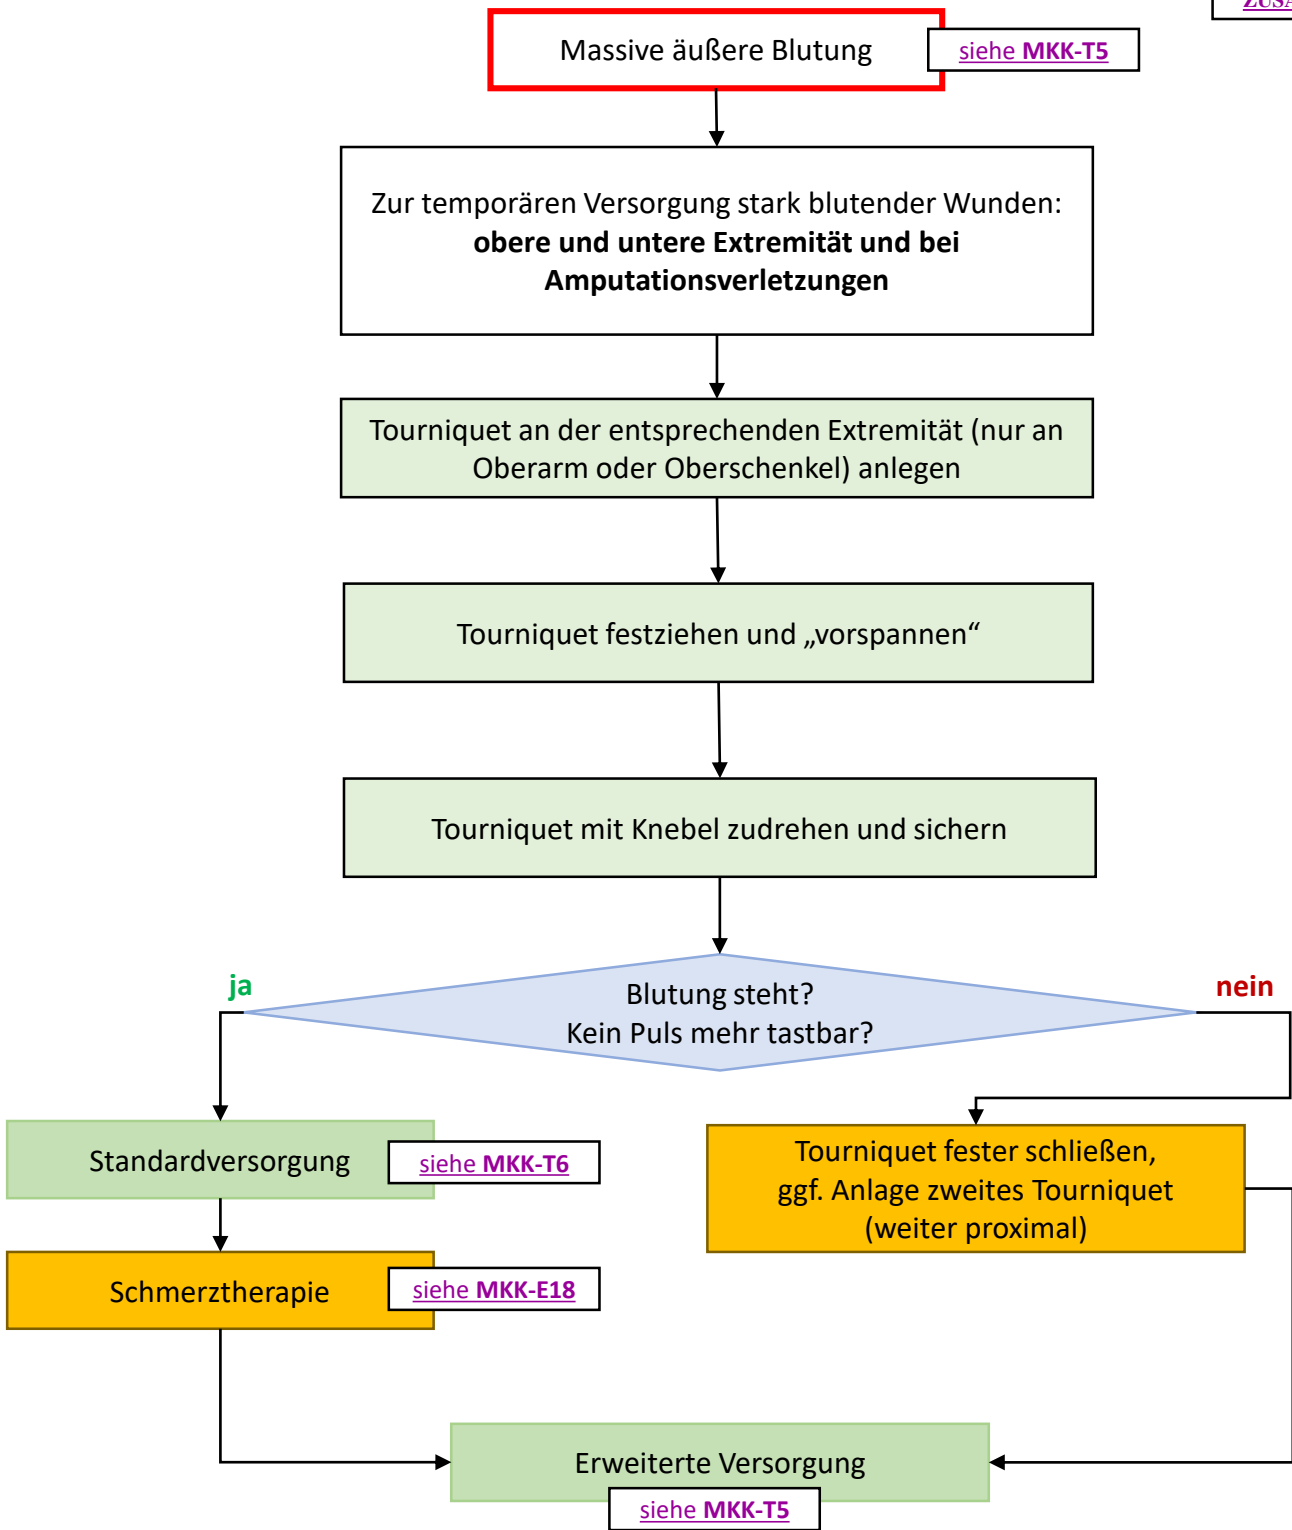 Massive äußere Blutung
siehe MKK-T5
Zur temporären Versorgung stark blutender Wunden:
obere und untere Extremität und bei
Amputationsverletzungen
Tourniquet an der entsprechenden Extremität (nur an
Oberarm oder Oberschenkel) anlegen
Tourniquet festziehen und „vorspannen“
Tourniquet mit Knebel zudrehen und sichern
ja
Blutung steht?
Kein Puls mehr tastbar?
nein
Standardversorgung
siehe MKK-T6
Tourniquet fester schließen,
ggf. Anlage zweites Tourniquet
(weiter proximal)
Schmerztherapie
siehe MKK-E18
Erweiterte Versorgung
siehe MKK-T5